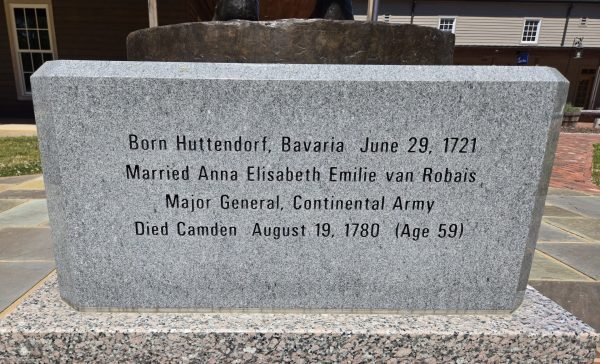 Born Huttendorf, Bavaria June 29, 1721
Married Anna Elisabeth Emilie van Robais
Major General, Continental Army
Died Camden August 19, 1780 (Age 59)